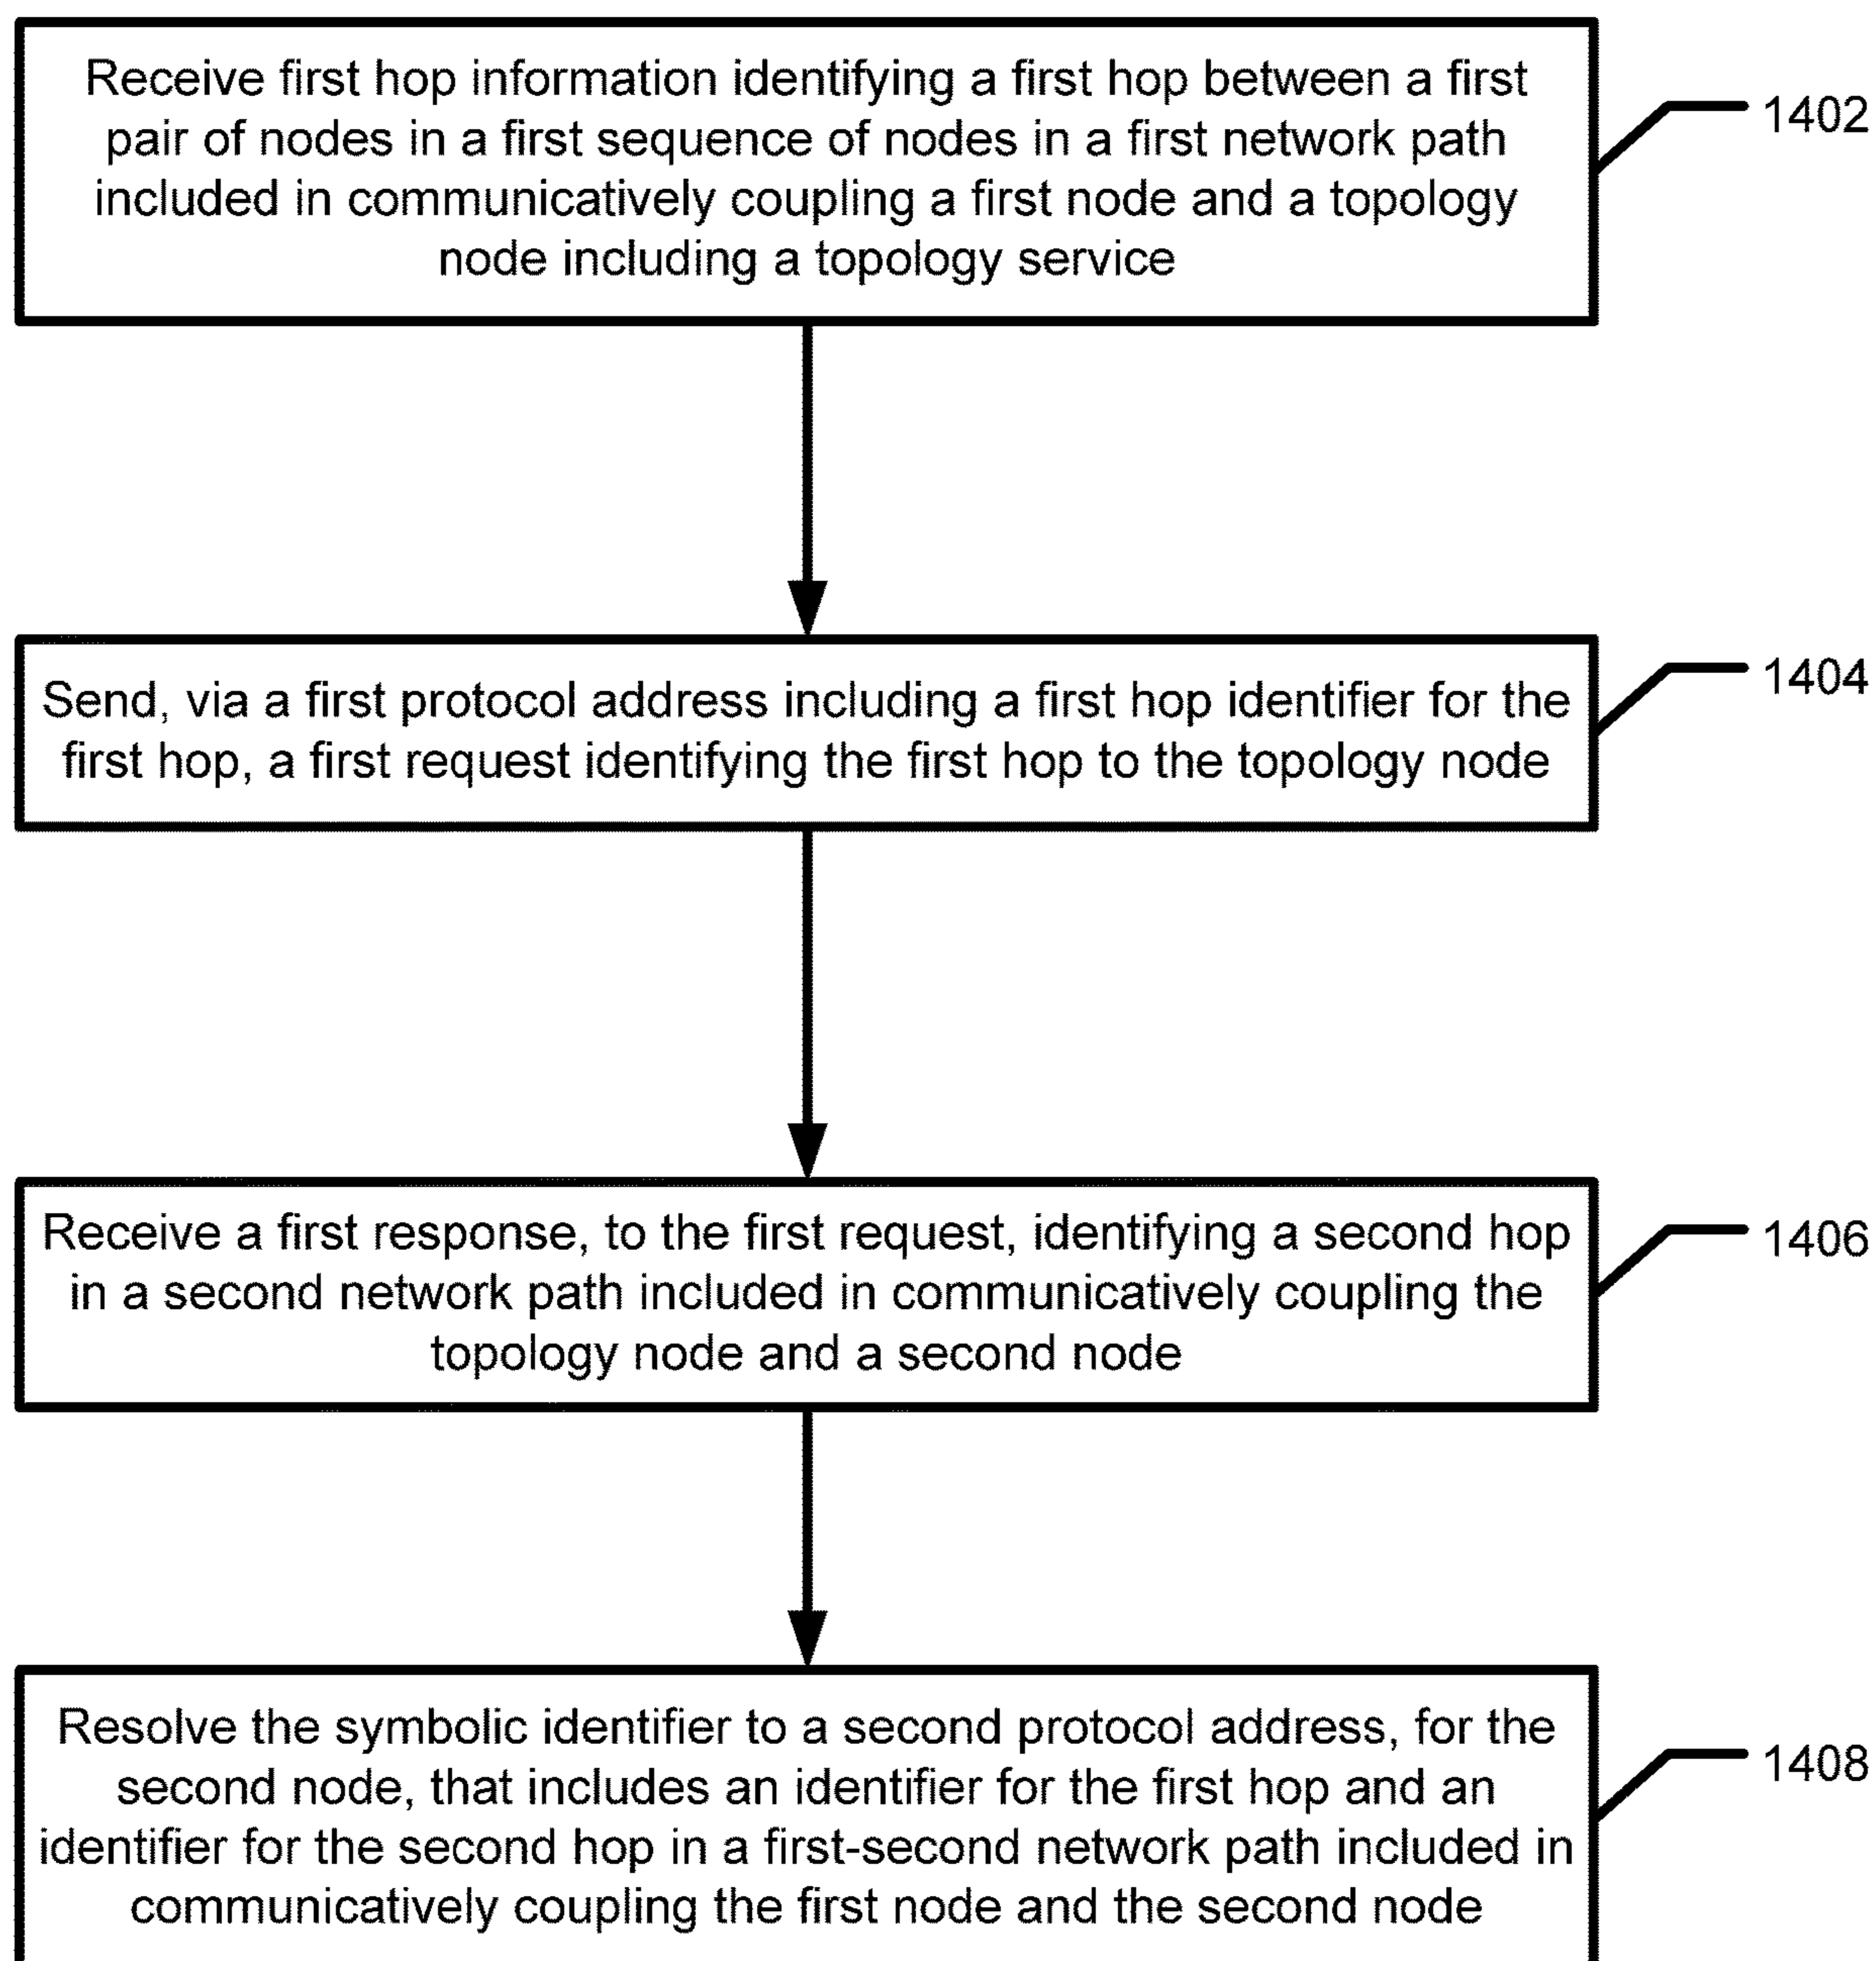 Receive first hop information identifying a first hop between a first
pair of nodes in a first sequence of nodes in a first network path
included in communicatively coupling a first node and a topology
node including a topology service
1402
Send, via a first protocol address including a first hop identifier for the
first hop, a first request identifying the first hop to the topology node
1404
Receive a first response, to the first request, identifying a second hop
in a second network path included in communicatively coupling the
topology node and a second node
1406
Resolve the symbolic identifier to a second protocol address, for the
second node, that includes an identifier for the first hop and an
identifier for the second hop in a first-second network path included in
communicatively coupling the first node and the second node
1408